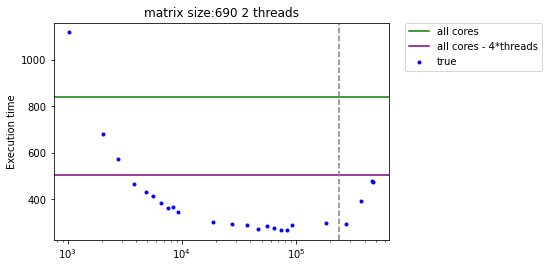 matrix size:690 2 threads
all cores
all cores - 4*threads
true
Execution time
1000
800
600
400
10³
10⁴
10⁵